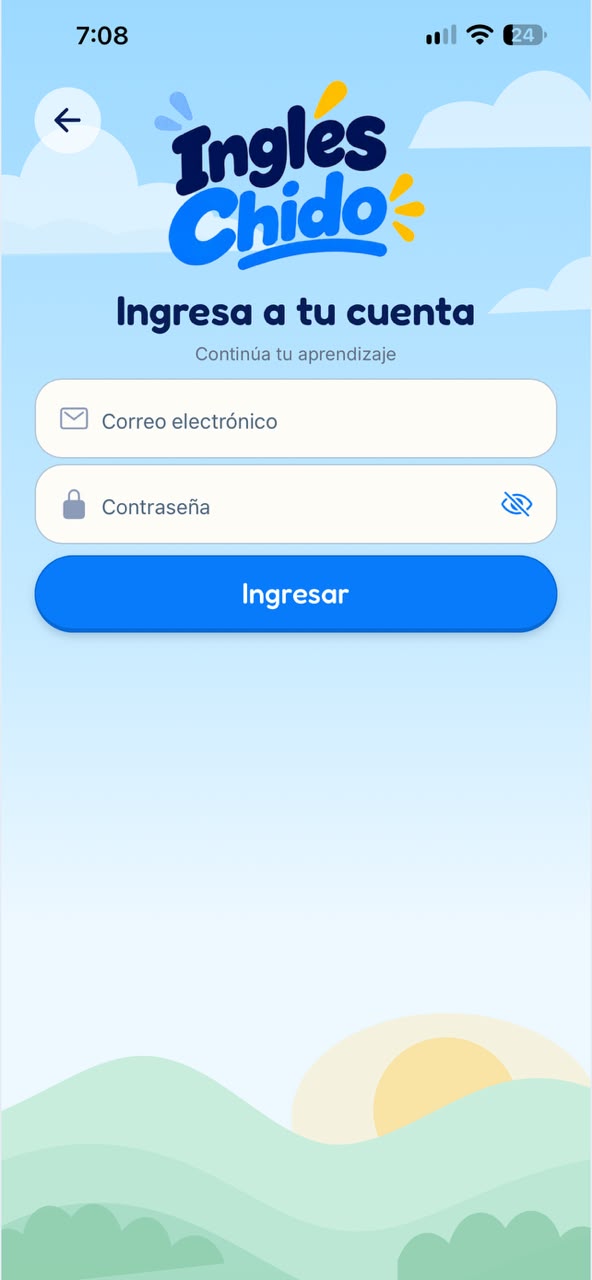 7:08
24
Inglés
Chido
Ingresa a tu cuenta
Continúa tu aprendizaje
Correo electrónico
Contraseña
Ingresar